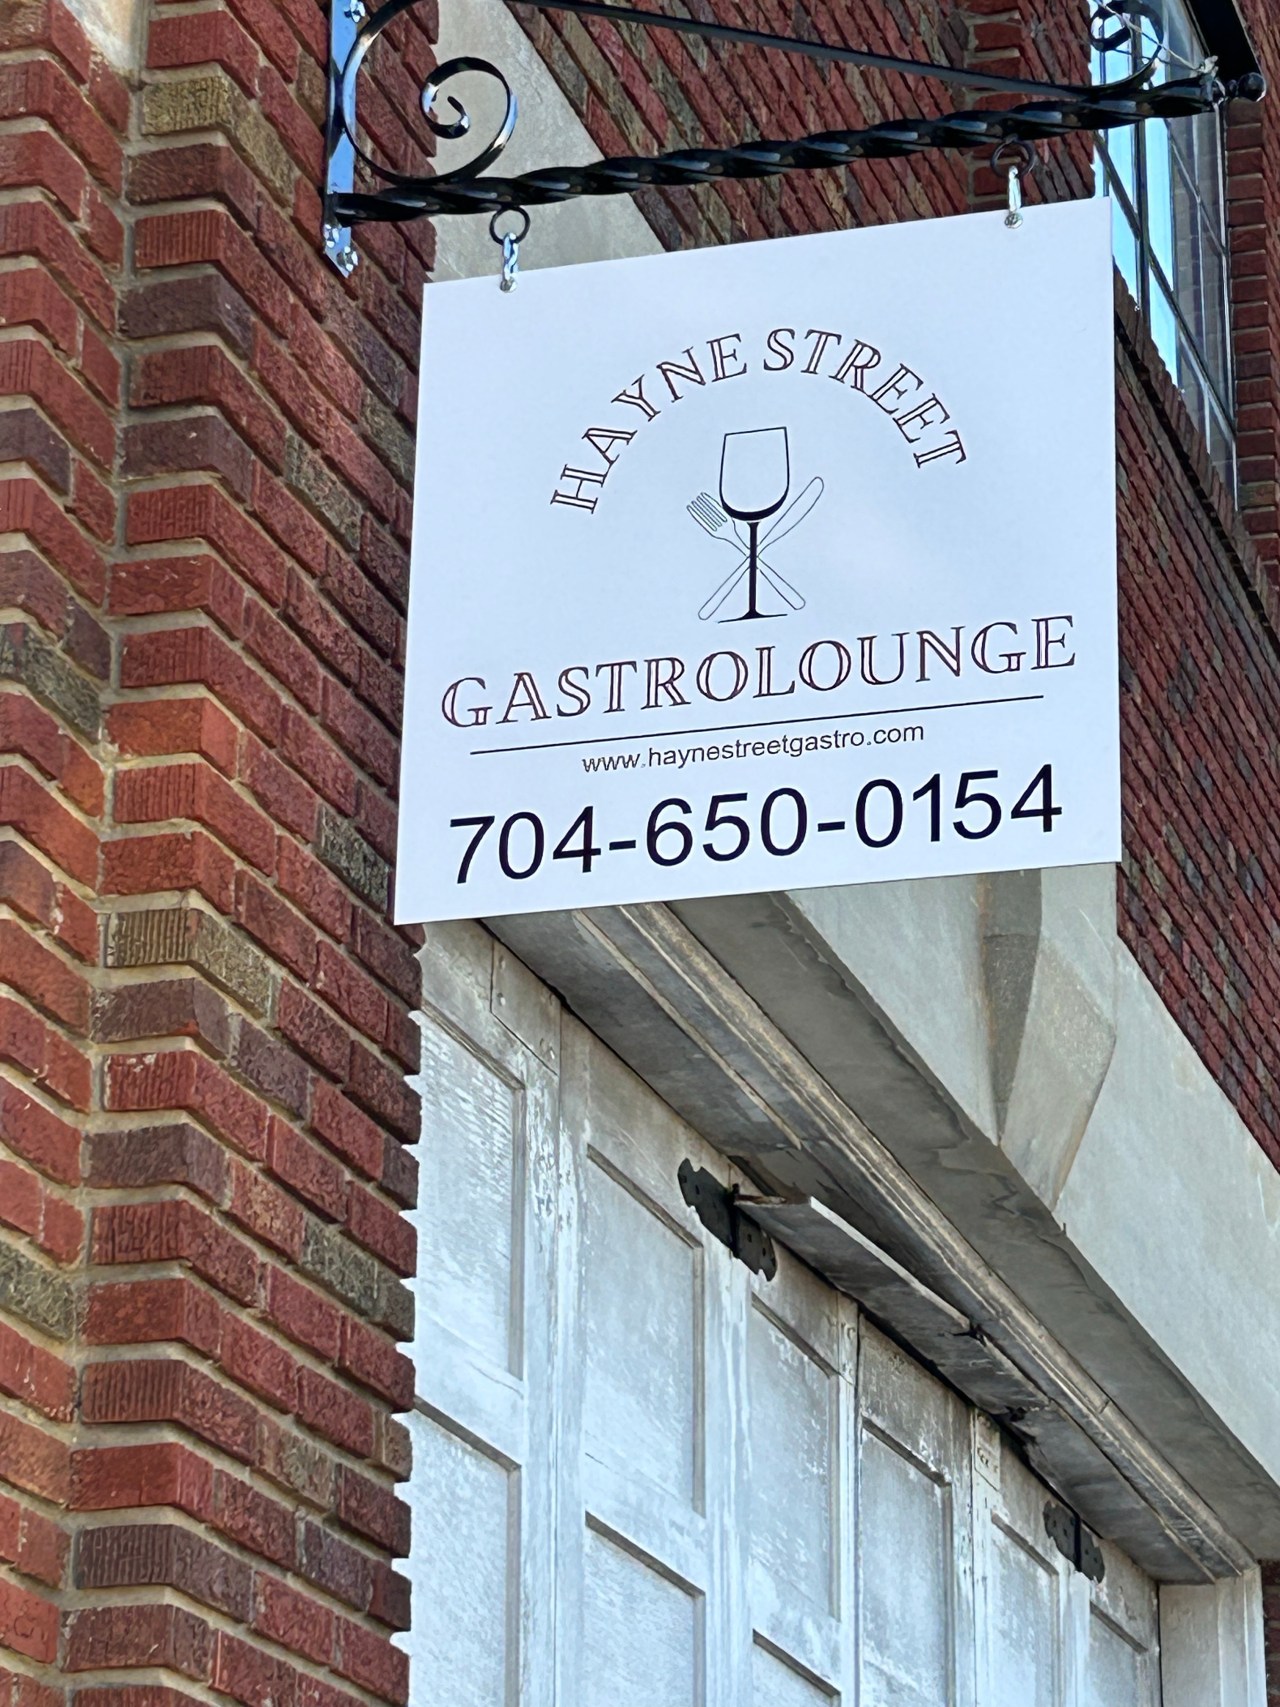 HAYNE STREET
GASTROLOUNGE
www.haynestreetgastro.com
704-650-0154